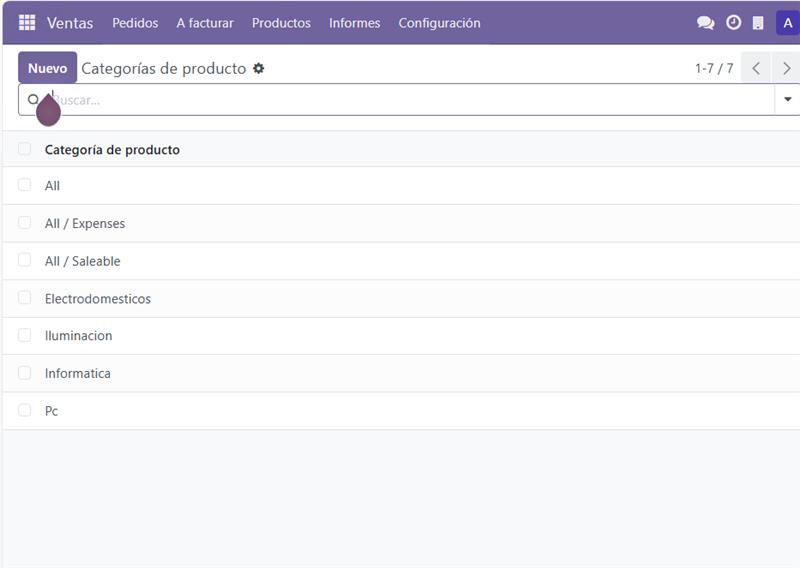 Ventas Pedidos A facturar Productos Informes Configuración A
Nuevo Categorías de producto 1-7 / 7
Buscar...
Categoría de producto
All
All / Expenses
All / Saleable
Electrodomesticos
Iluminacion
Informatica
Pc